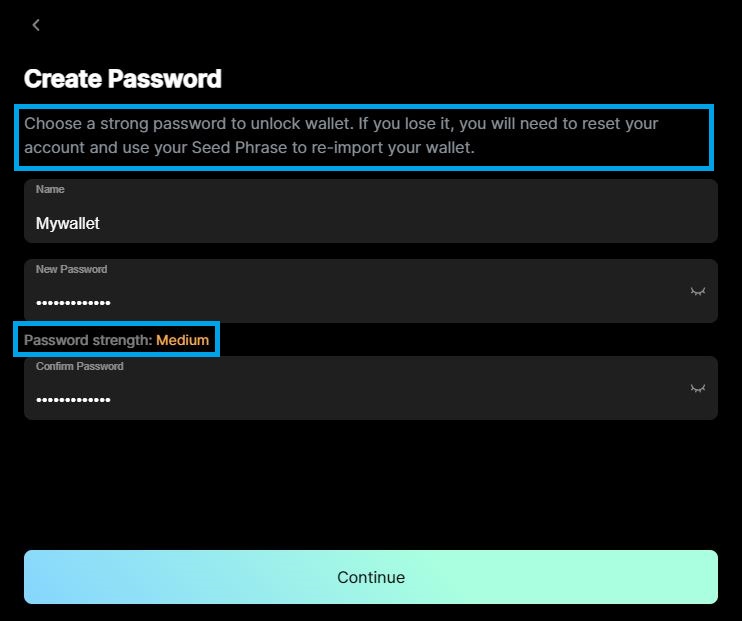 Create Password
Choose a strong password to unlock wallet. If you lose it, you will need to reset your
account and use your Seed Phrase to re-import your wallet.
Name
Mywallet
New Password
•••••••••••••
Password strength: Medium
Confirm Password
•••••••••••••
Continue